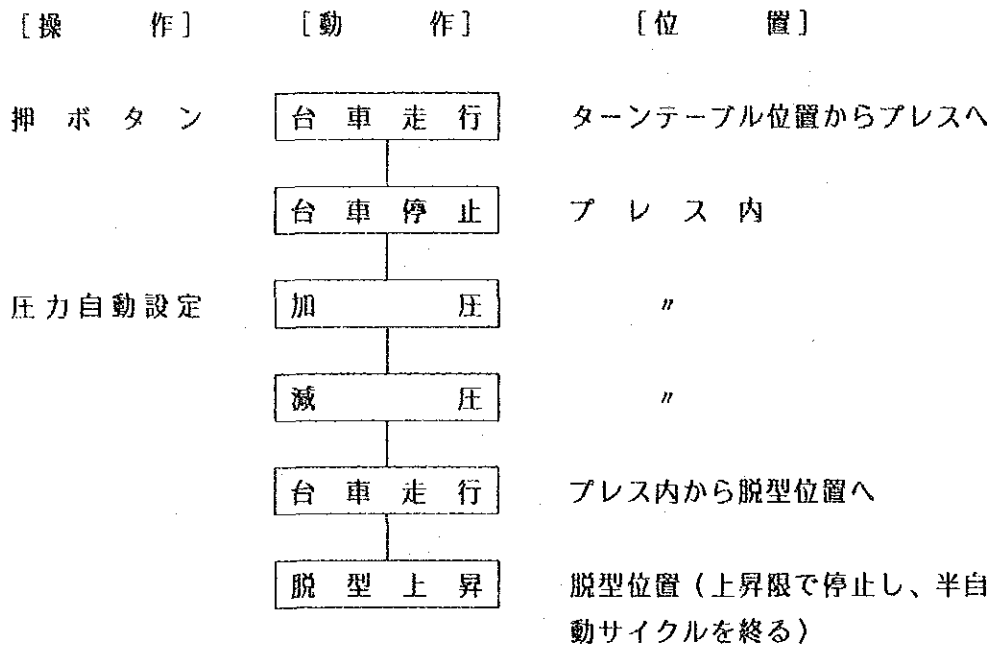 [操 作] [動 作] [位 置]
押 ボ タ ン 台 車 走 行 ターンテーブル位置からプレスへ
台 車 停 止 プ レ ス 内
圧力自動設定 加 圧 〃
減 圧 〃
台 車 走 行 プレス内から脱型位置へ
脱 型 上 昇 脱型位置（上昇限で停止し、半自
動サイクルを終る）